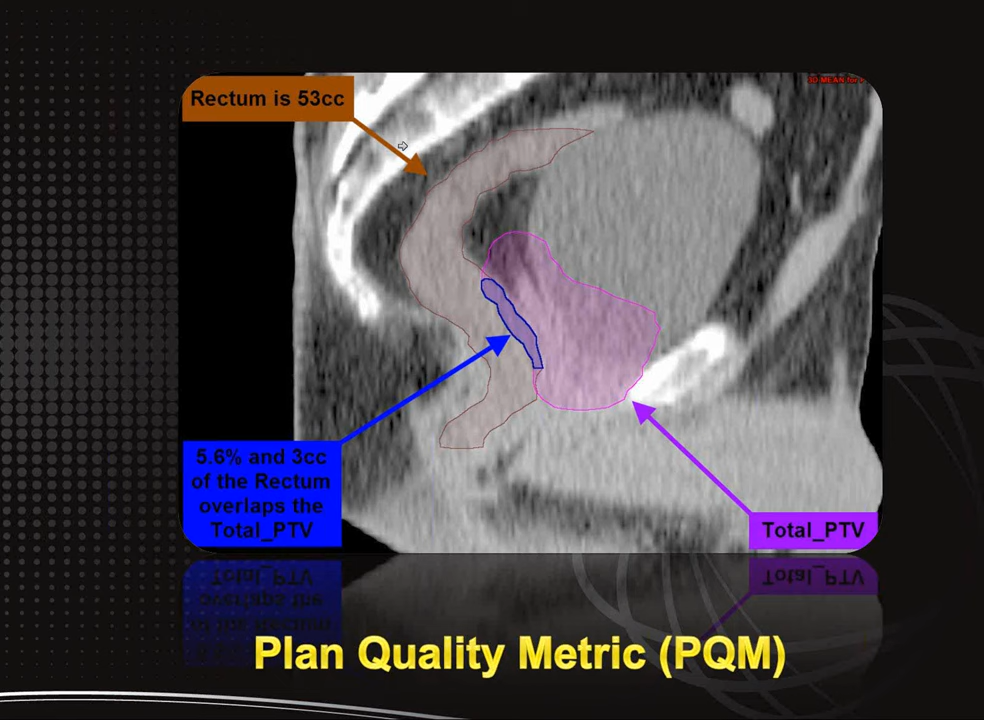 Rectum is 53cc
5.6% and 3cc
of the Rectum
overlaps the
Total_PTV
Total_PTV
Plan Quality Metric (PQM)